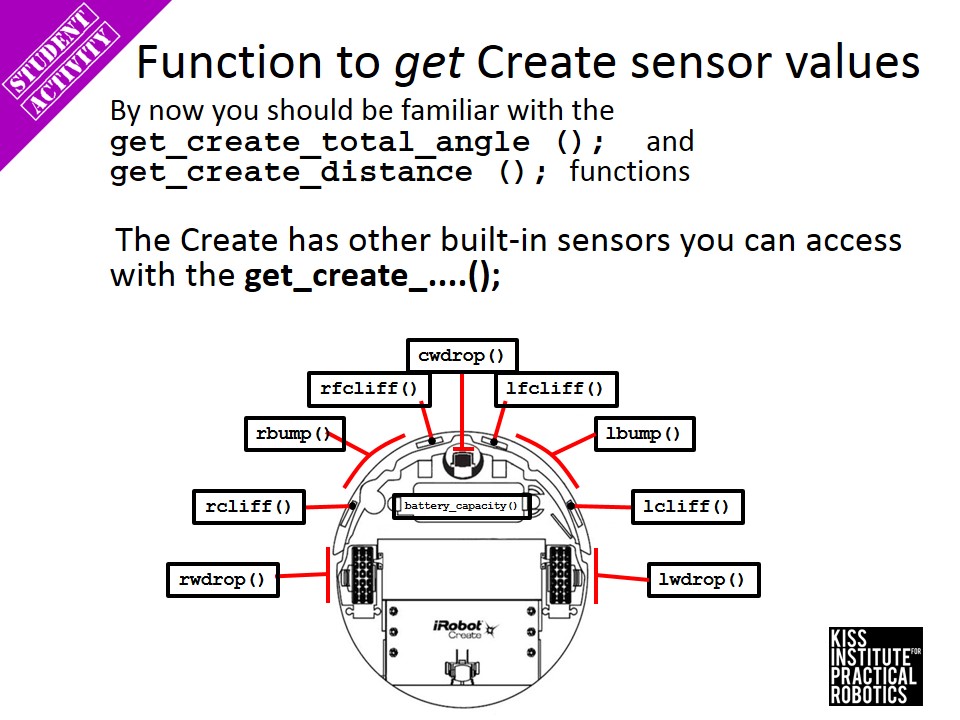 STUDENT
ACTIVITY
Function to get Create sensor values
By now you should be familiar with the
get_create_total_angle (); and
get_create_distance (); functions
The Create has other built-in sensors you can access
with the get_create_....();
cwdrop()
rfcliff()
lfcliff()
rbump()
lbump()
rcliff()
battery_capacity()
lcliff()
rwdrop()
lwdrop()
iRobot
Create
KISS
INSTITUTE FOR
PRACTICAL
ROBOTICS